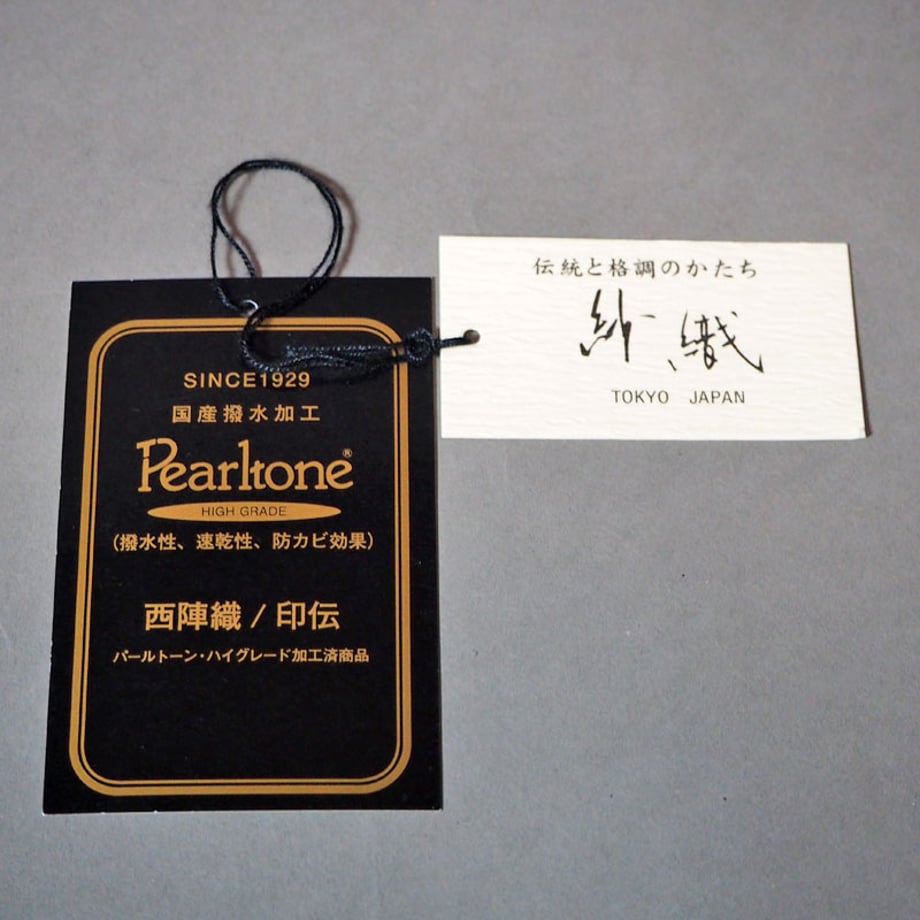 SINCE1929
国産撥水加工
Pearltone®
HIGH GRADE
(撥水性、速乾性、防カビ効果)
西陣織/印伝
パールトーン・ハイグレード加工済商品
伝統と格調のかたち
紗織
TOKYO JAPAN